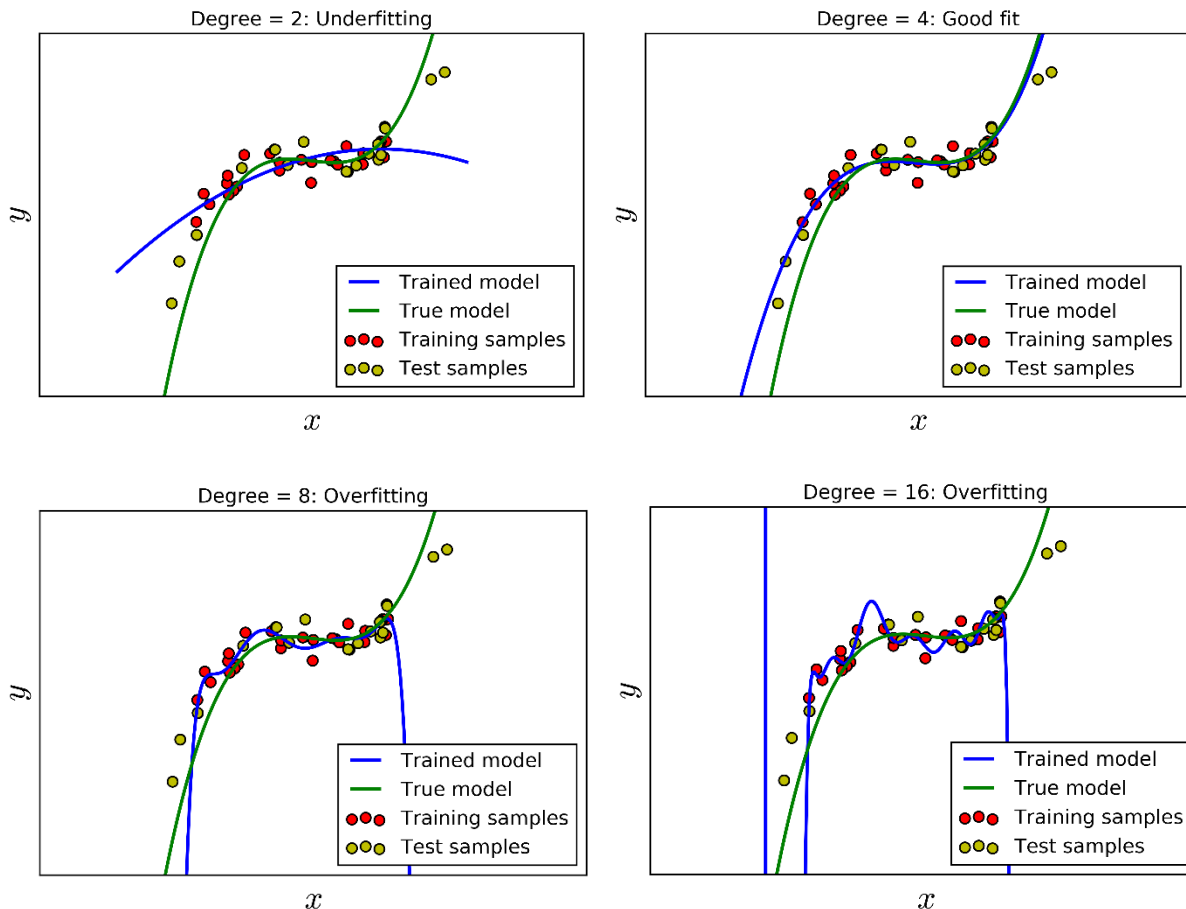 Degree = 2: Underfitting
y
Trained model
True model
Training samples
Test samples
x
Degree = 4: Good fit
y
Trained model
True model
Training samples
Test samples
x
Degree = 8: Overfitting
y
Trained model
True model
Training samples
Test samples
x
Degree = 16: Overfitting
y
Trained model
True model
Training samples
Test samples
x